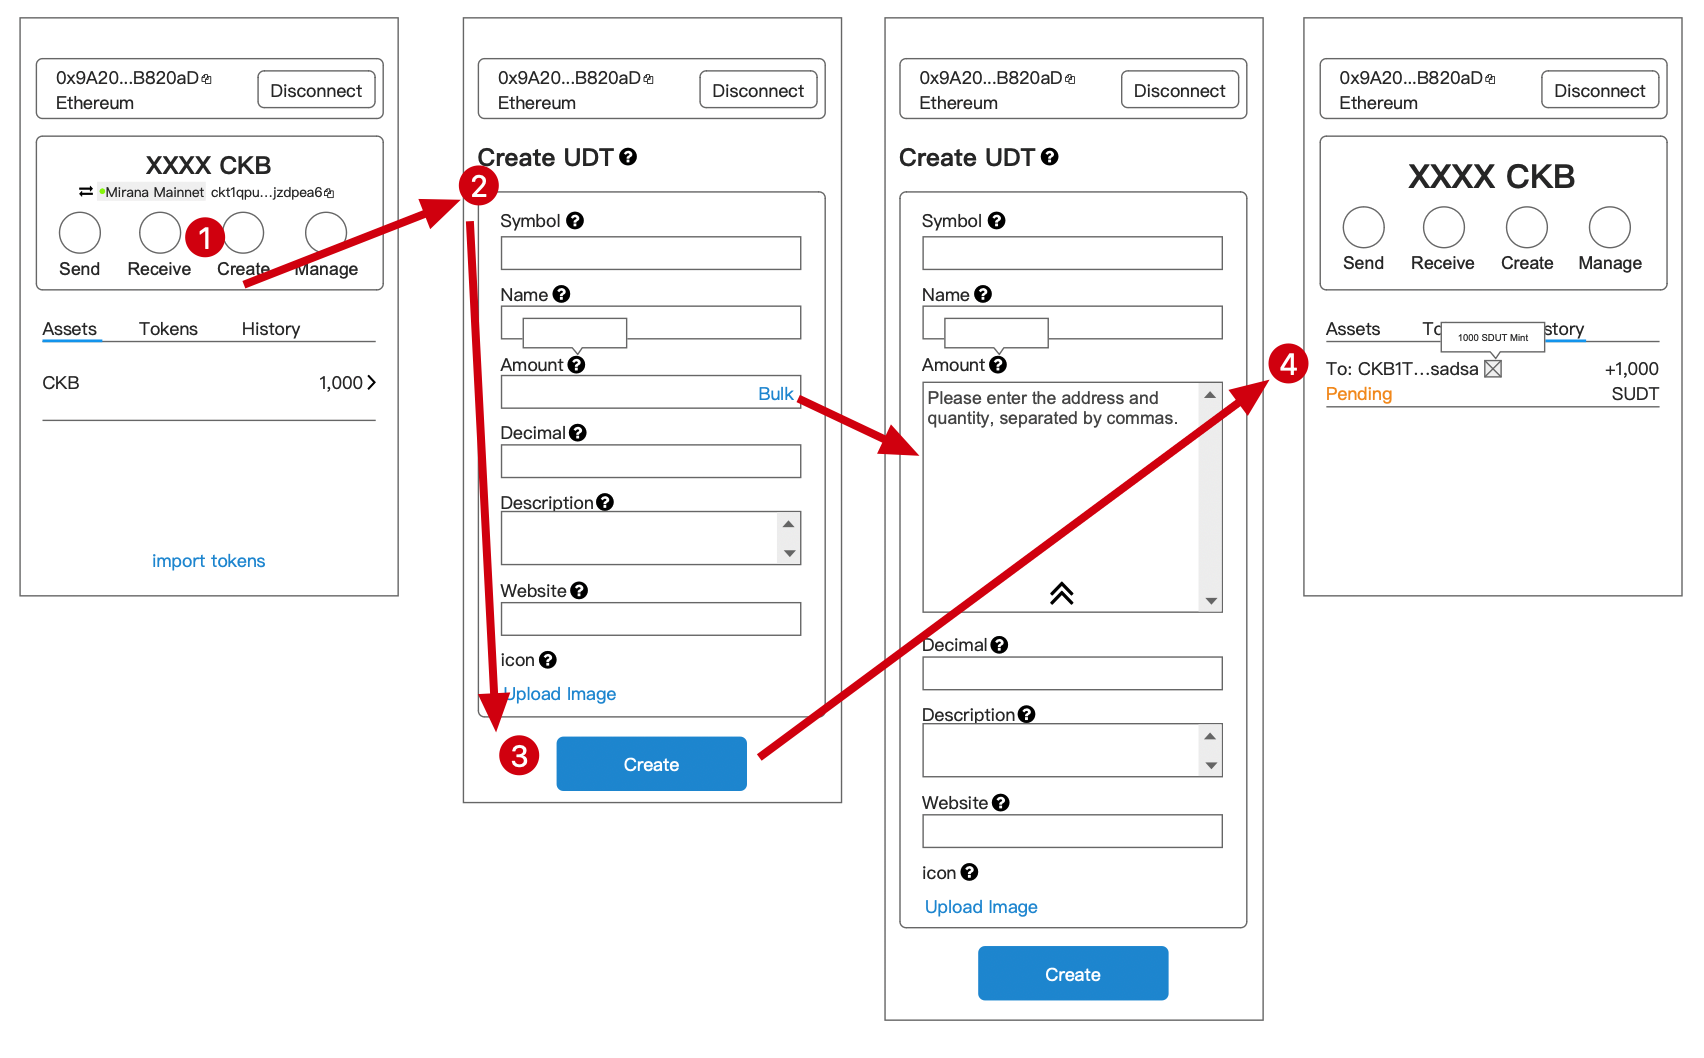 0x9A20...B820aD
Ethereum
Disconnect
XXXX CKB
Mirana Mainnet ckt1qpu...jzdpea6
1
Send Receive Create Manage
Assets Tokens History
CKB 1,000
import tokens
0x9A20...B820aD
Ethereum
Disconnect
Create UDT ?
2
Symbol ?
Name ?
Amount ?
Bulk
Decimal ?
Description ?
Website ?
icon ?
Upload Image
3
Create
0x9A20...B820aD
Ethereum
Disconnect
Create UDT ?
Symbol ?
Name ?
Amount ?
Please enter the address and
quantity, separated by commas.
Decimal ?
Description ?
Website ?
icon ?
Upload Image
Create
0x9A20...B820aD
Ethereum
Disconnect
XXXX CKB
Send Receive Create Manage
Assets To story
1000 SDUT Mint
4
To: CKB1T...sadsa +1,000
Pending SUDT